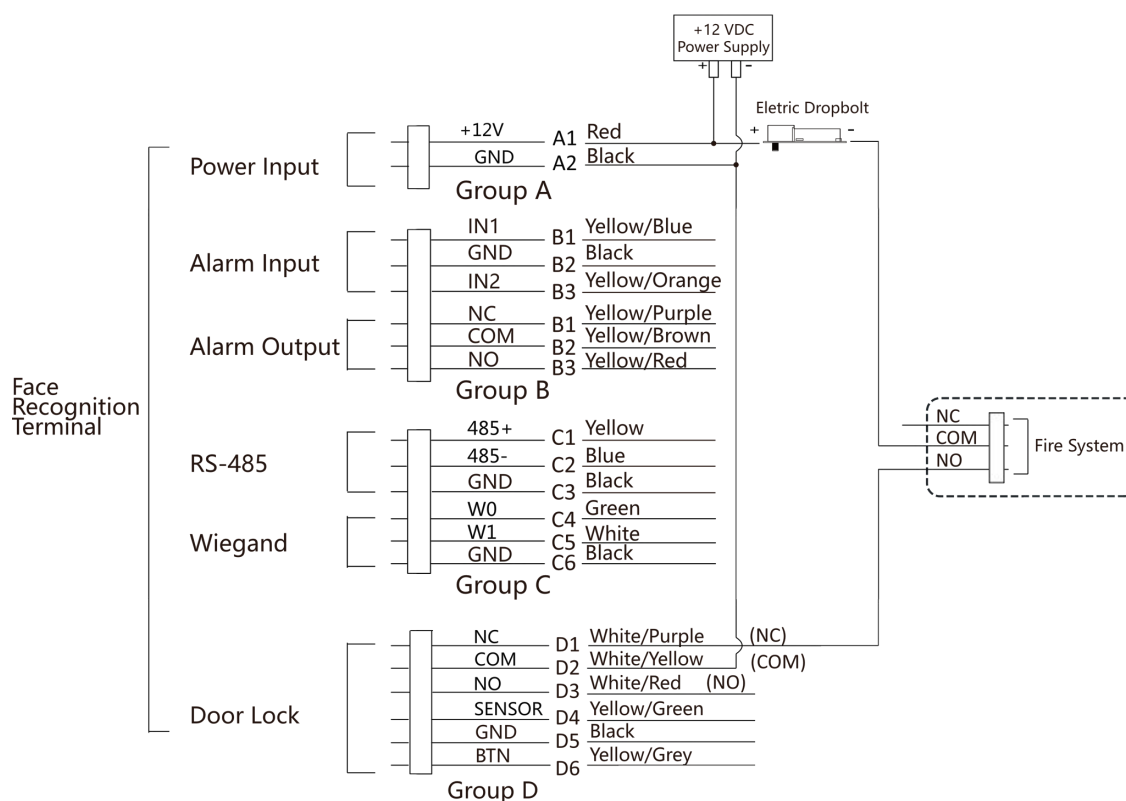 +12 VDC
Power Supply
+ -
Eletric Dropbolt
+ -
Face
Recognition
Terminal
Power Input
+12V A1 Red
GND A2 Black
Group A
Alarm Input
IN1 B1 Yellow/Blue
GND B2 Black
IN2 B3 Yellow/Orange
Alarm Output
NC B1 Yellow/Purple
COM B2 Yellow/Brown
NO B3 Yellow/Red
Group B
RS-485
485+ C1 Yellow
485- C2 Blue
GND C3 Black
Wiegand
W0 C4 Green
W1 C5 White
GND C6 Black
Group C
NC
COM
NO
Fire System
Door Lock
NC D1 White/Purple (NC)
COM D2 White/Yellow (COM)
NO D3 White/Red (NO)
SENSOR D4 Yellow/Green
GND D5 Black
BTN D6 Yellow/Grey
Group D